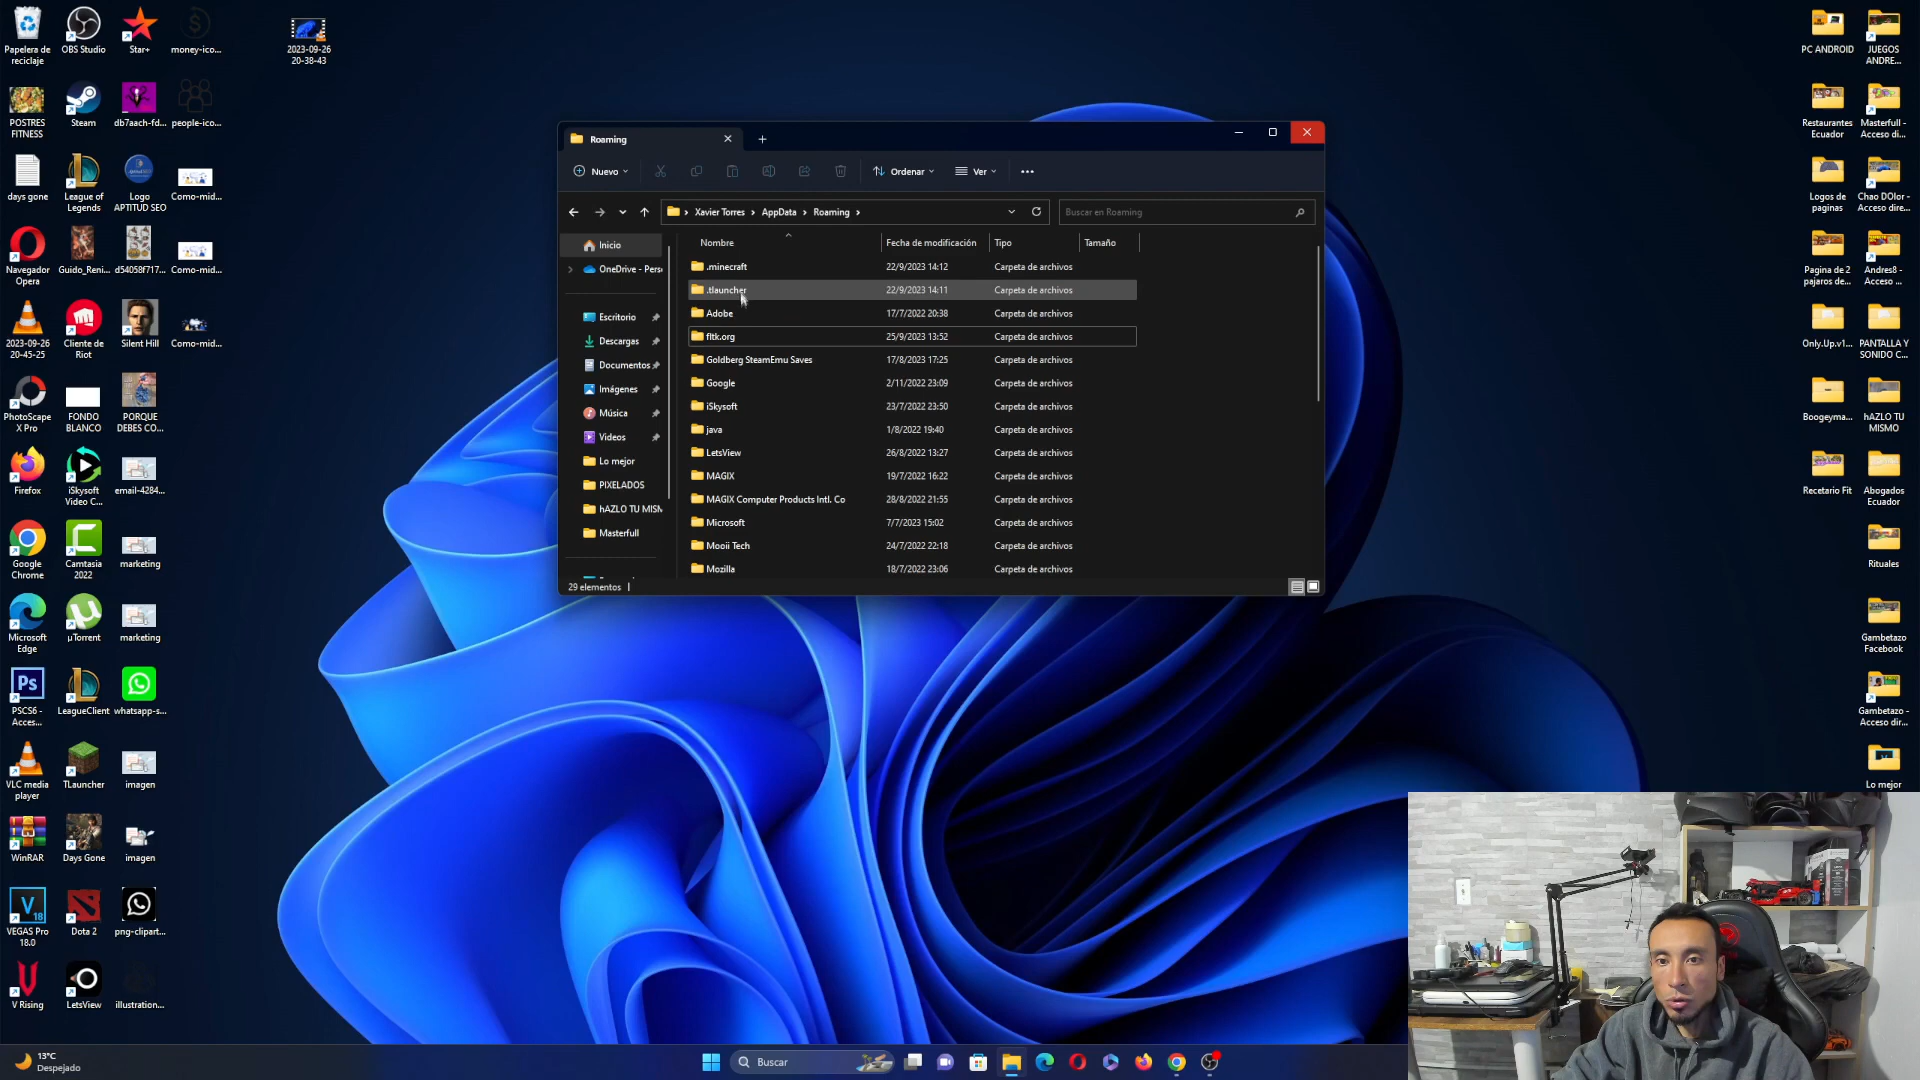 Papelera de
reciclaje
OBS Studio
Star+
money-ico...
2023-09-26
20-38-43
POSTRES
FITNESS
Steam
db7aach-fd...
people-ico...
days gone
League of
Legends
Logo
APTITUD SEO
Como-mid...
Navegador
Opera
Guido_Reni...
d54058f717...
Como-mid...
2023-09-26
20-45-25
Cliente de
Riot
Silent Hill
Como-mid...
PhotoScape
X Pro
FONDO
BLANCO
PORQUE
DEBES CO...
Firefox
iSkysoft
Video C...
email-4284...
Google
Chrome
Camtasia
2022
marketing
Microsoft
Edge
µTorrent
marketing
Ps
PSCS6 -
Acces...
LeagueClient
whatsapp-s...
VLC media
player
TLauncher
imagen
WinRAR
Days Gone
imagen
V
18
VEGAS Pro
18.0
Dota 2
png-clipart...
V Rising
LetsView
illustration...
Roaming
Nuevo
Ordenar
Ver
Xavier Torres > AppData > Roaming >
Buscar en Roaming
Inicio
OneDrive - Pers
Escritorio
Descargas
Documentos
Imágenes
Música
Videos
Lo mejor
PIXELADOS
hAZLO TU MISM
Masterfull
Nombre Fecha de modificación Tipo Tamaño
.minecraft 22/9/2023 14:12 Carpeta de archivos
.tlauncher 22/9/2023 14:11 Carpeta de archivos
Adobe 17/7/2022 20:38 Carpeta de archivos
fltk.org 25/9/2023 13:52 Carpeta de archivos
Goldberg SteamEmu Saves 17/8/2023 17:25 Carpeta de archivos
Google 2/11/2022 23:09 Carpeta de archivos
iSkysoft 23/7/2022 23:50 Carpeta de archivos
java 1/8/2022 19:40 Carpeta de archivos
LetsView 26/8/2022 13:27 Carpeta de archivos
MAGIX 19/7/2022 16:22 Carpeta de archivos
MAGIX Computer Products Intl. Co 28/8/2022 21:55 Carpeta de archivos
Microsoft 7/7/2023 15:02 Carpeta de archivos
Mooii Tech 24/7/2022 22:18 Carpeta de archivos
Mozilla 18/7/2022 23:06 Carpeta de archivos
29 elementos
PC ANDROID
JUEGOS
ANDRE...
Restaurantes
Ecuador
Masterfull -
Acceso di...
Logos de
paginas
Chao DOlor -
Acceso dire...
Pagina de 2
pajaros de...
Andres8 -
Acceso ...
Only.Up.v1...
PANTALLA Y
SONIDO C...
Boogeyma...
hAZLO TU
MISMO
Recetario Fit
Abogados
Ecuador
Rituales
Gambetazo
Facebook
Gambetazo -
Acceso dir...
Lo mejor
13°C
Despejado
Buscar